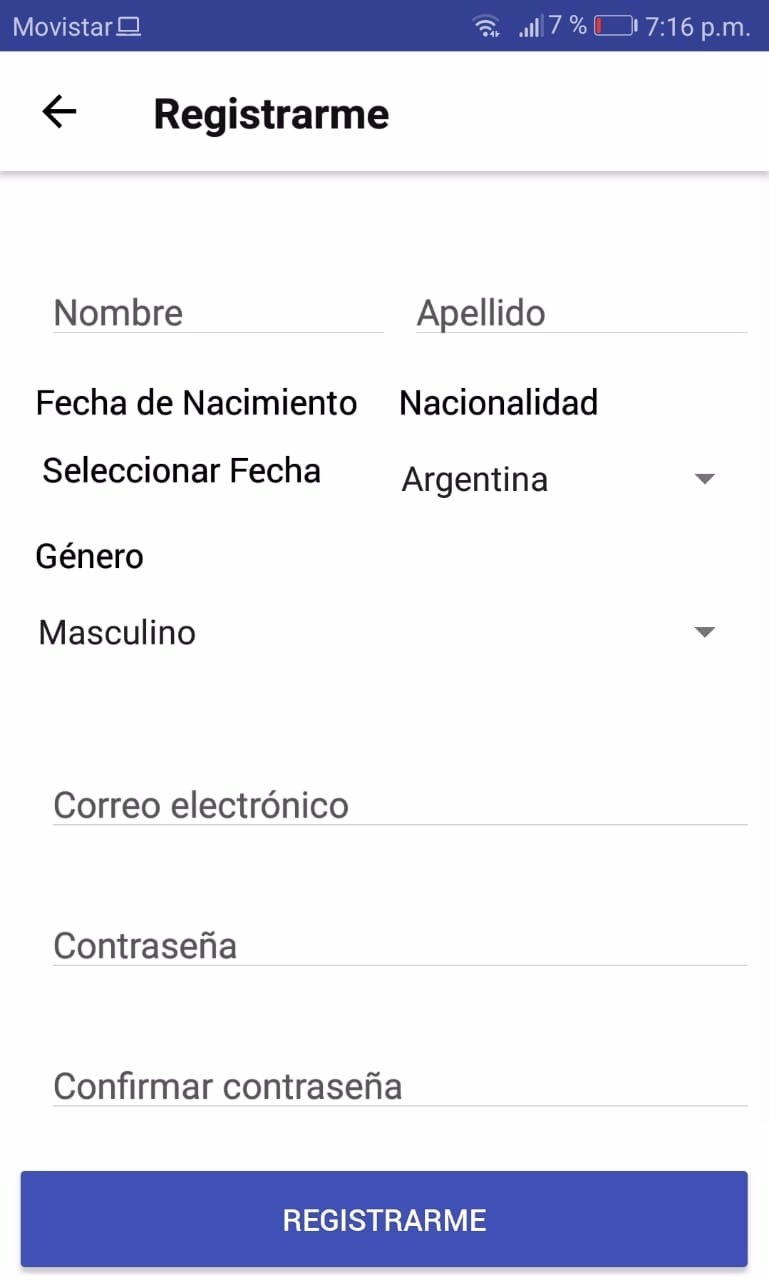 Movistar 7 % 7:16 p.m.
Registrarme
Nombre Apellido
Fecha de Nacimiento Nacionalidad
Seleccionar Fecha Argentina
Género
Masculino
Correo electrónico
Contraseña
Confirmar contraseña
REGISTRARME